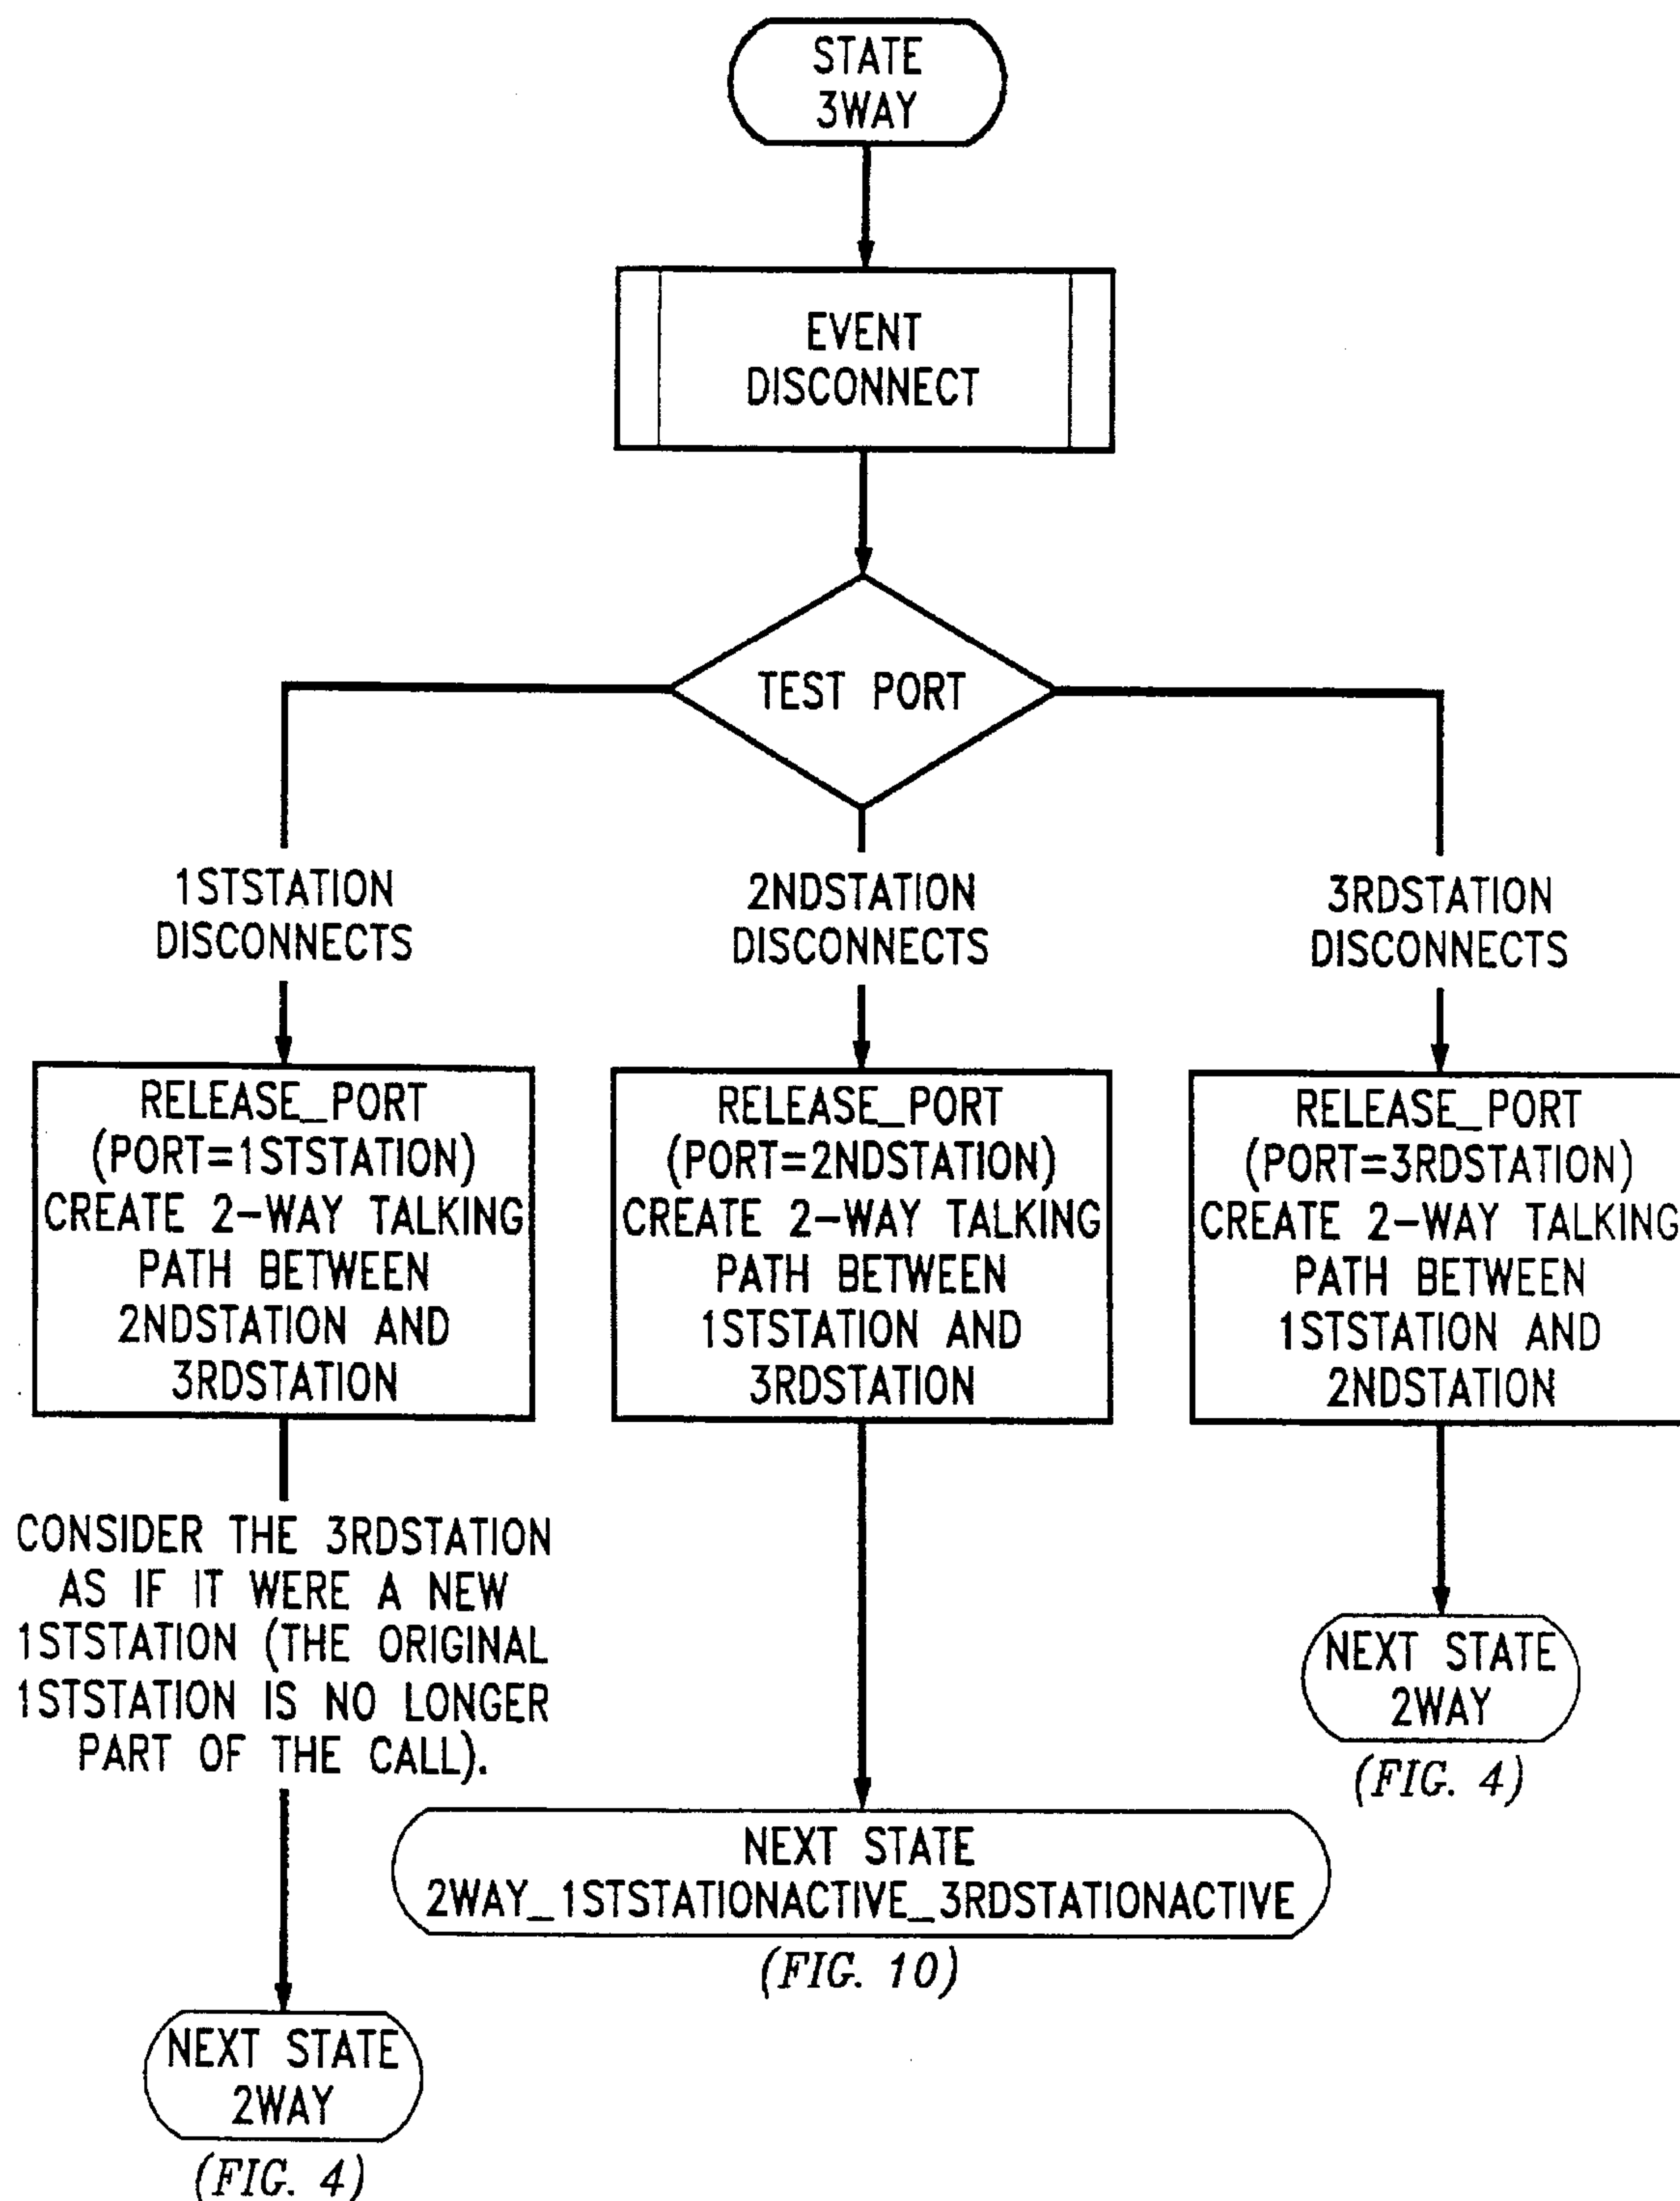 STATE
3WAY
EVENT
DISCONNECT
TEST PORT
1STSTATION
DISCONNECTS
2NDSTATION
DISCONNECTS
3RDSTATION
DISCONNECTS
RELEASE_PORT
(PORT=1STSTATION)
CREATE 2-WAY TALKING
PATH BETWEEN
2NDSTATION AND
3RDSTATION
RELEASE_PORT
(PORT=2NDSTATION)
CREATE 2-WAY TALKING
PATH BETWEEN
1STSTATION AND
3RDSTATION
RELEASE_PORT
(PORT=3RDSTATION)
CREATE 2-WAY TALKING
PATH BETWEEN
1STSTATION AND
2NDSTATION
CONSIDER THE 3RDSTATION
AS IF IT WERE A NEW
1STSTATION (THE ORIGINAL
1STSTATION IS NO LONGER
PART OF THE CALL).
NEXT STATE
2WAY
(FIG. 4)
NEXT STATE
2WAY_1STSTATIONACTIVE_3RDSTATIONACTIVE
(FIG. 10)
NEXT STATE
2WAY
(FIG. 4)